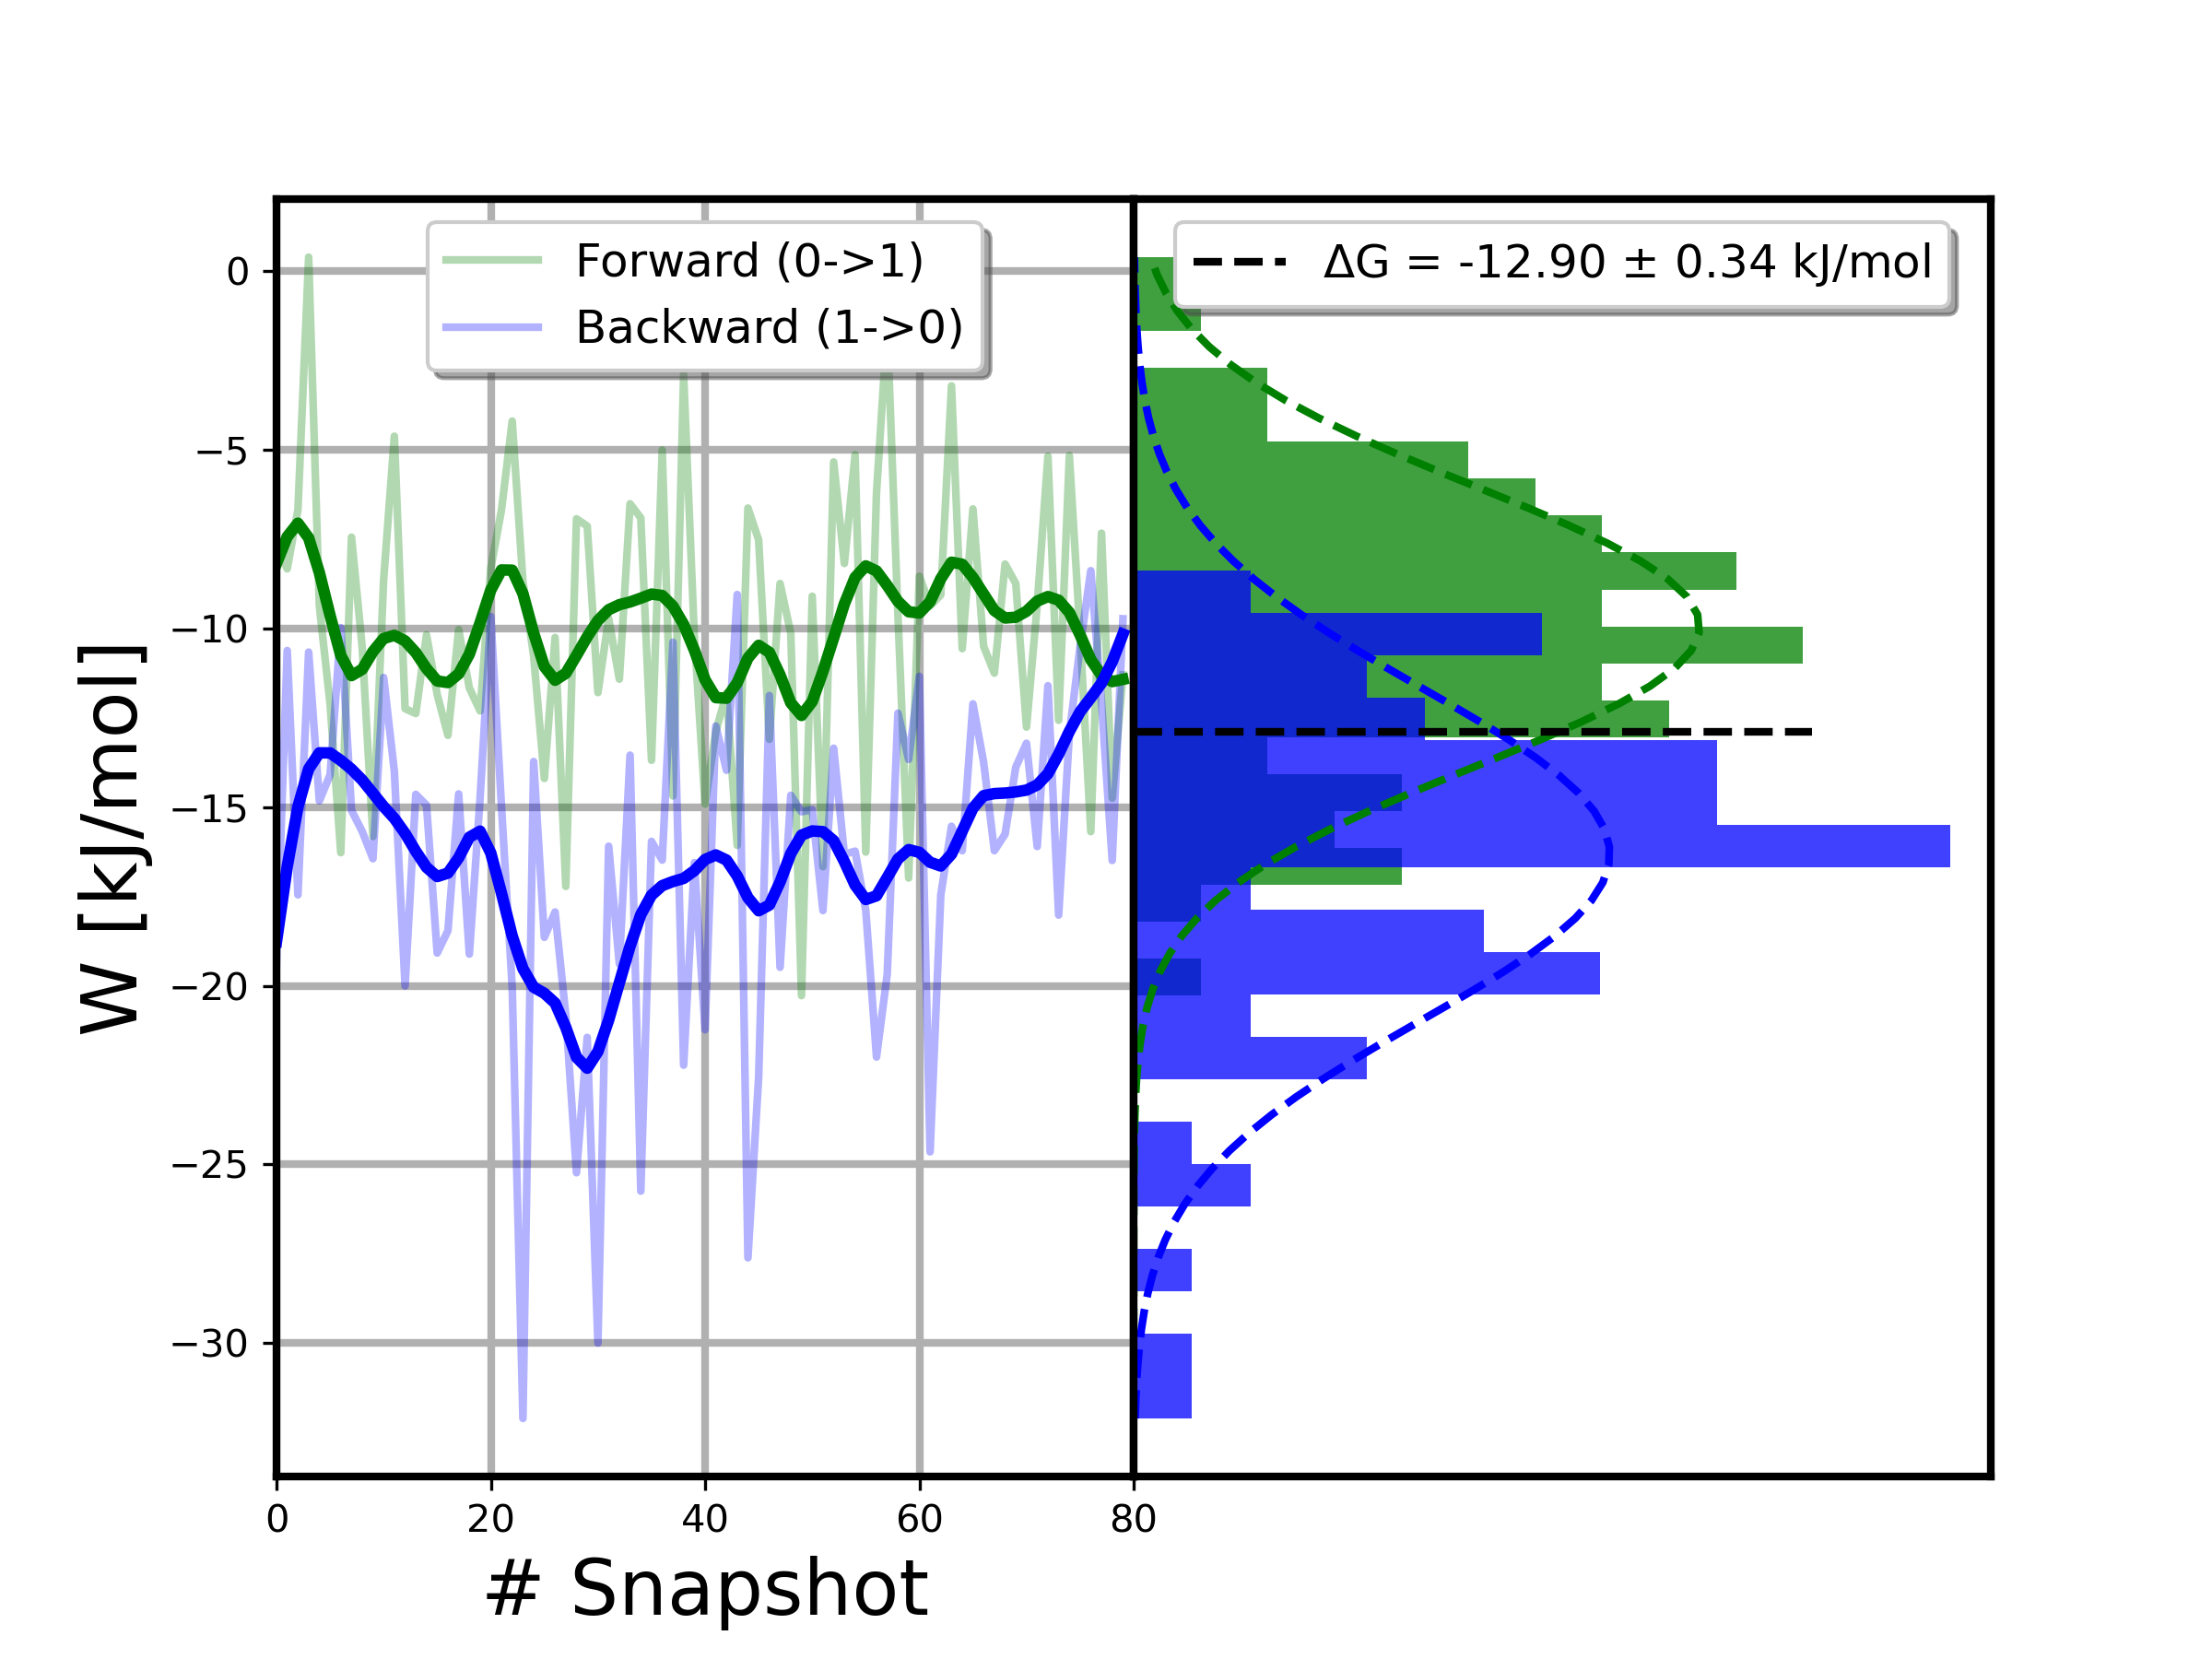 Forward (0->1)
Backward (1->0)
ΔG = -12.90 ± 0.34 kJ/mol
W [kJ/mol]
0
−5
−10
−15
−20
−25
−30
0 20 40 60 80
# Snapshot